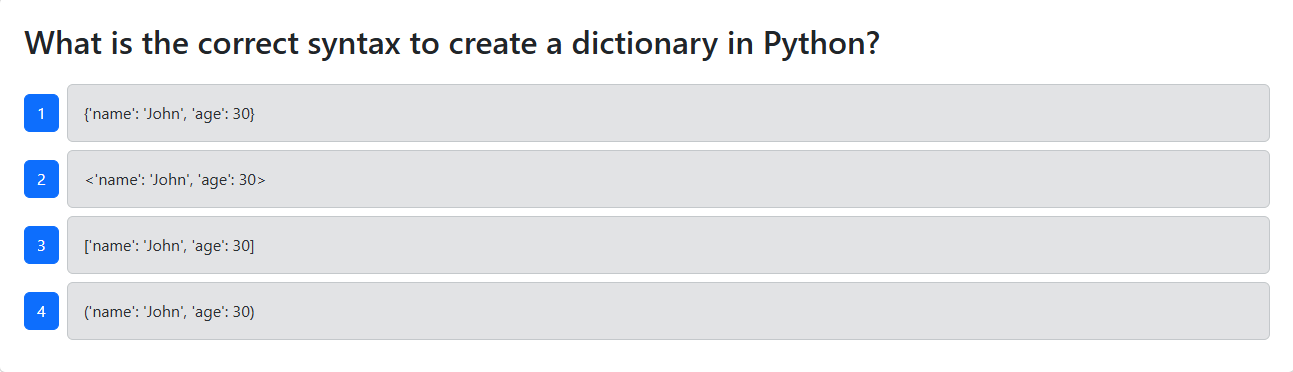 What is the correct syntax to create a dictionary in Python?
1 {'name': 'John', 'age': 30}
2 <'name': 'John', 'age': 30>
3 ['name': 'John', 'age': 30]
4 ('name': 'John', 'age': 30)